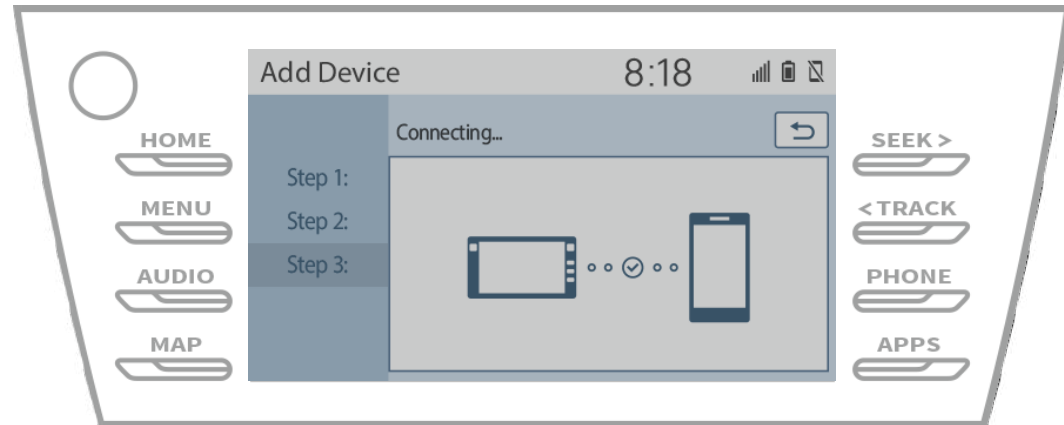 Add Device 8:18
HOME
MENU
AUDIO
MAP
Connecting...
Step 1:
Step 2:
Step 3:
SEEK >
< TRACK
PHONE
APPS